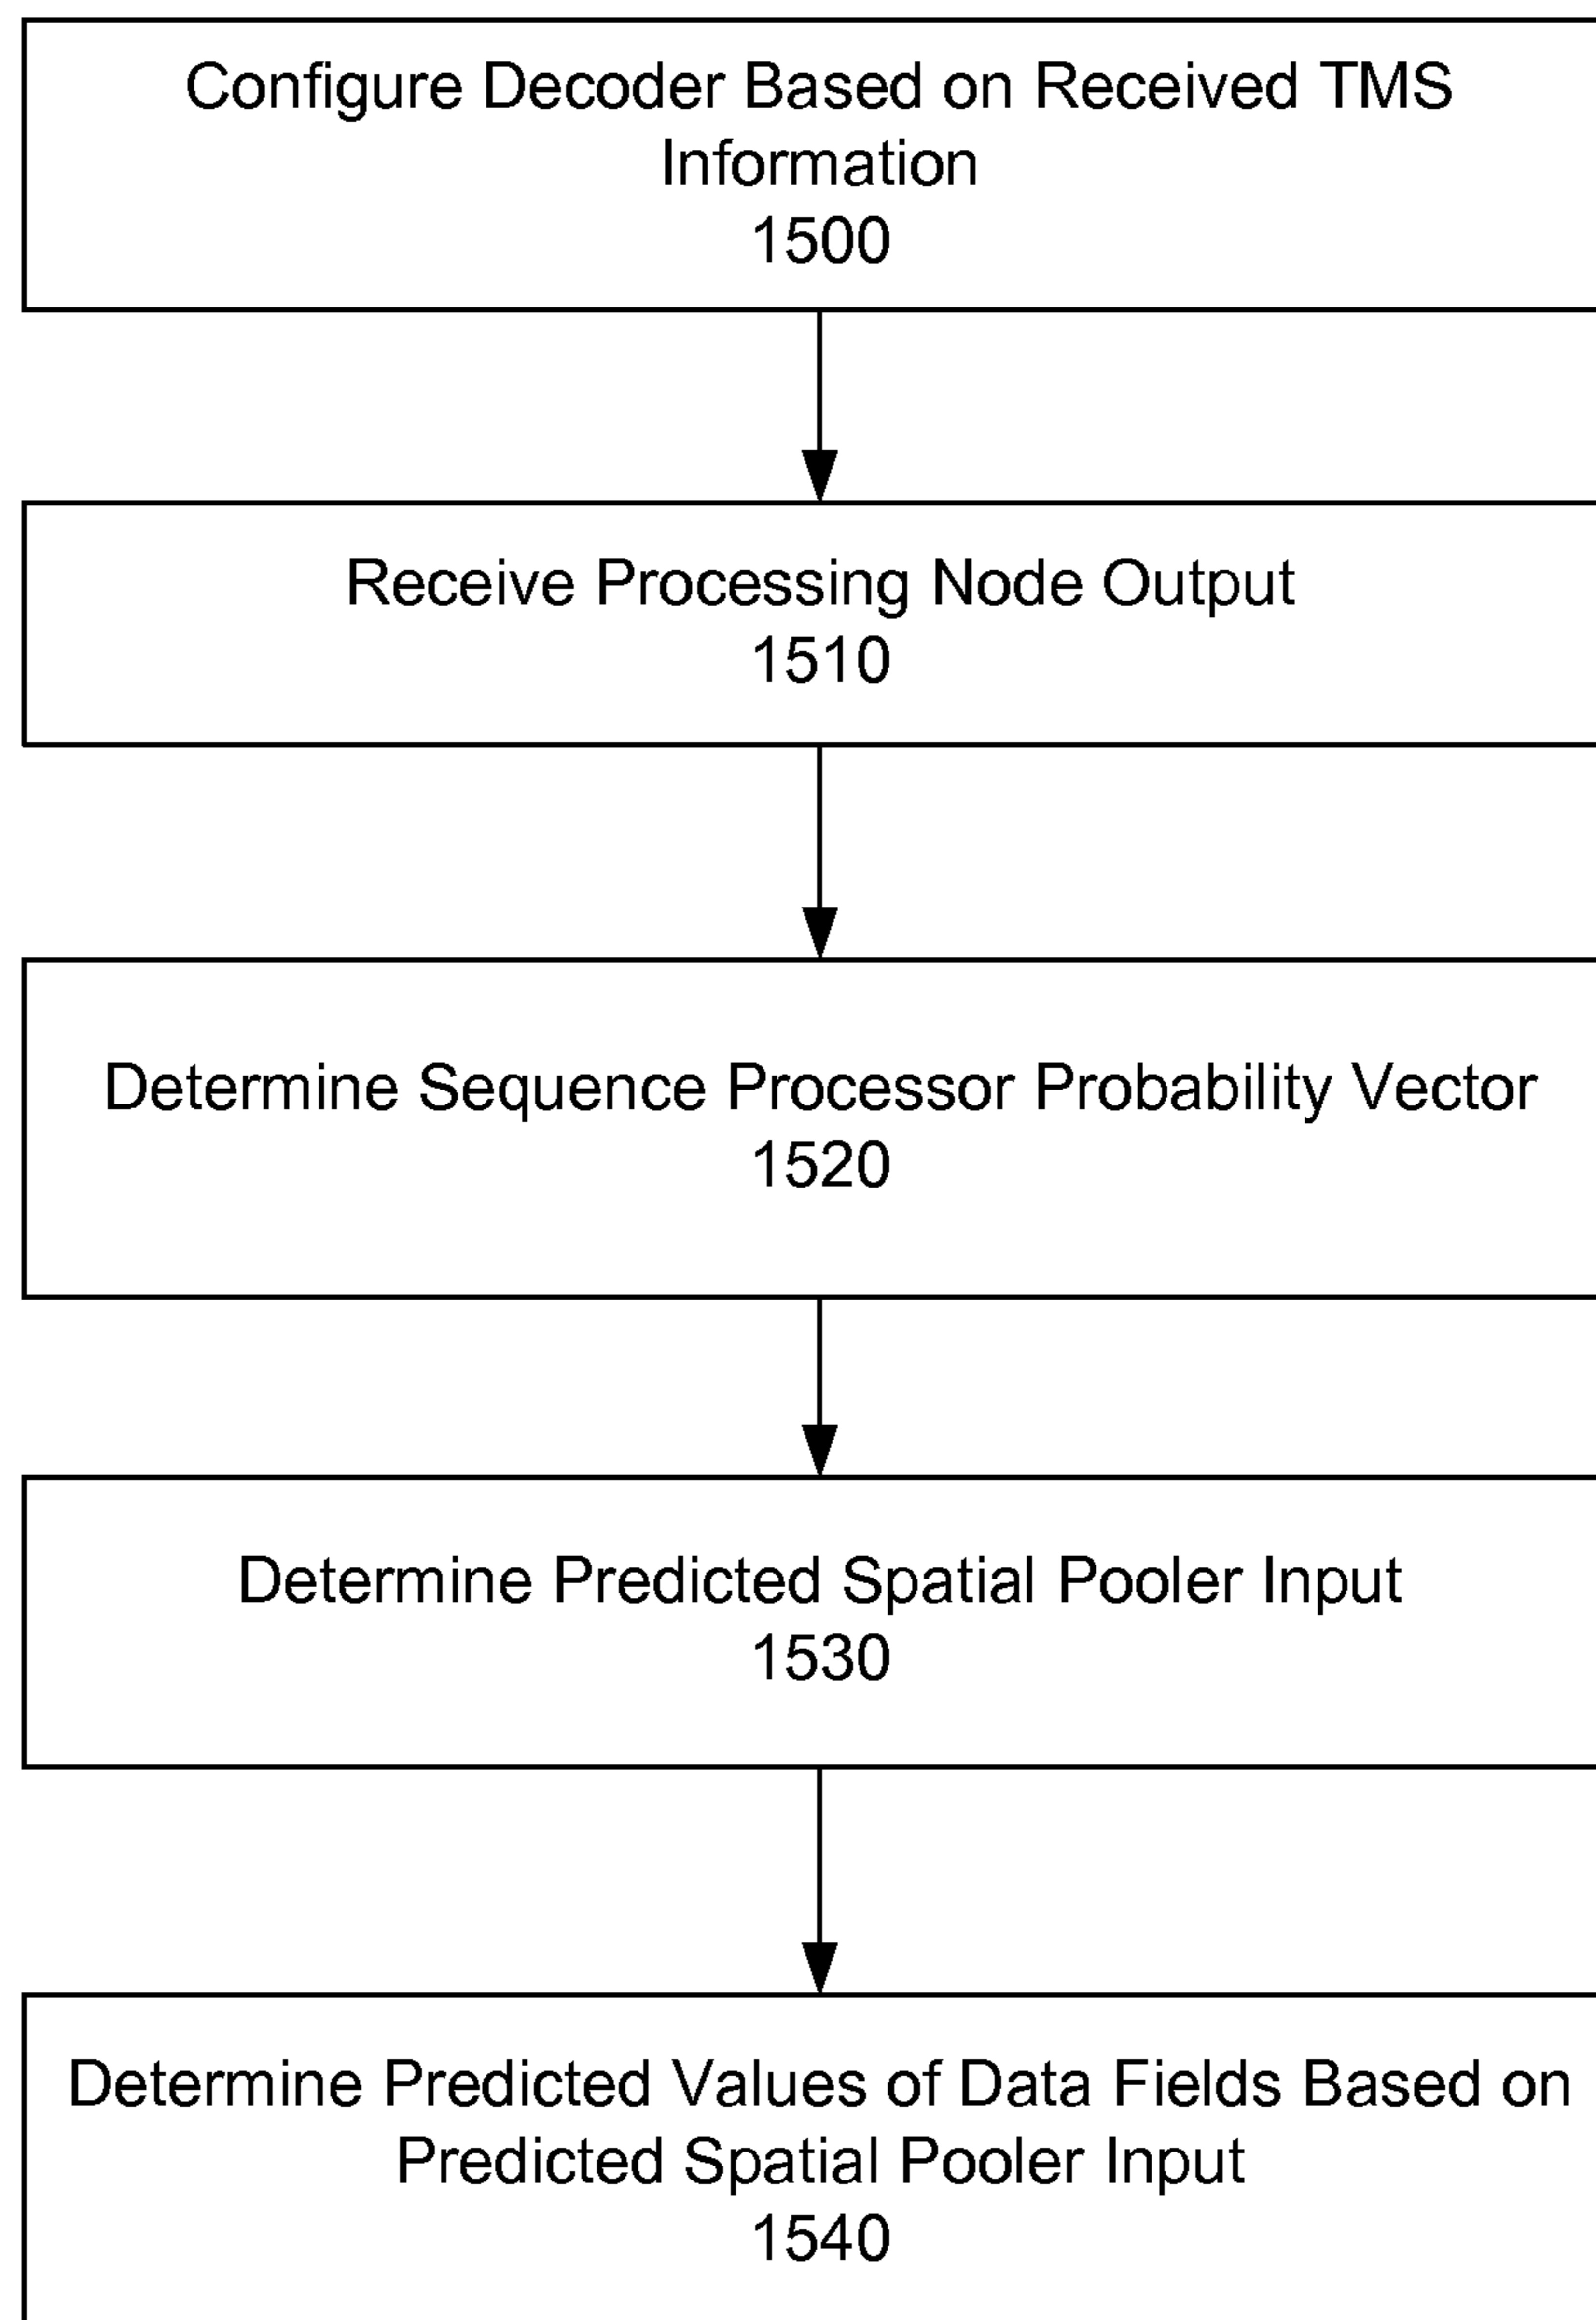 Configure Decoder Based on Received TMS
Information
1500
Receive Processing Node Output
1510
Determine Sequence Processor Probability Vector
1520
Determine Predicted Spatial Pooler Input
1530
Determine Predicted Values of Data Fields Based on
Predicted Spatial Pooler Input
1540